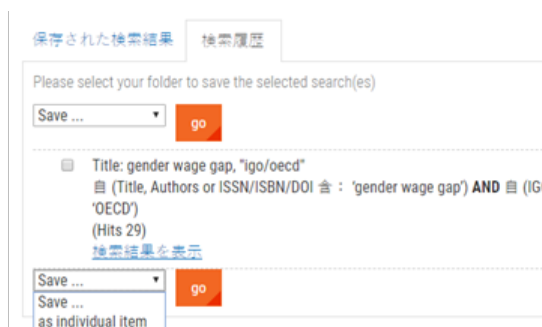 保存された検索結果 検索履歴
Please select your folder to save the selected search(es)
Save ... go
Title: gender wage gap, "igo/oecd"
自 (Title, Authors or ISSN/ISBN/DOI 含： 'gender wage gap') AND 自 (IG
'OECD')
(Hits 29)
検索結果を表示
Save ... go
Save ...
as individual item